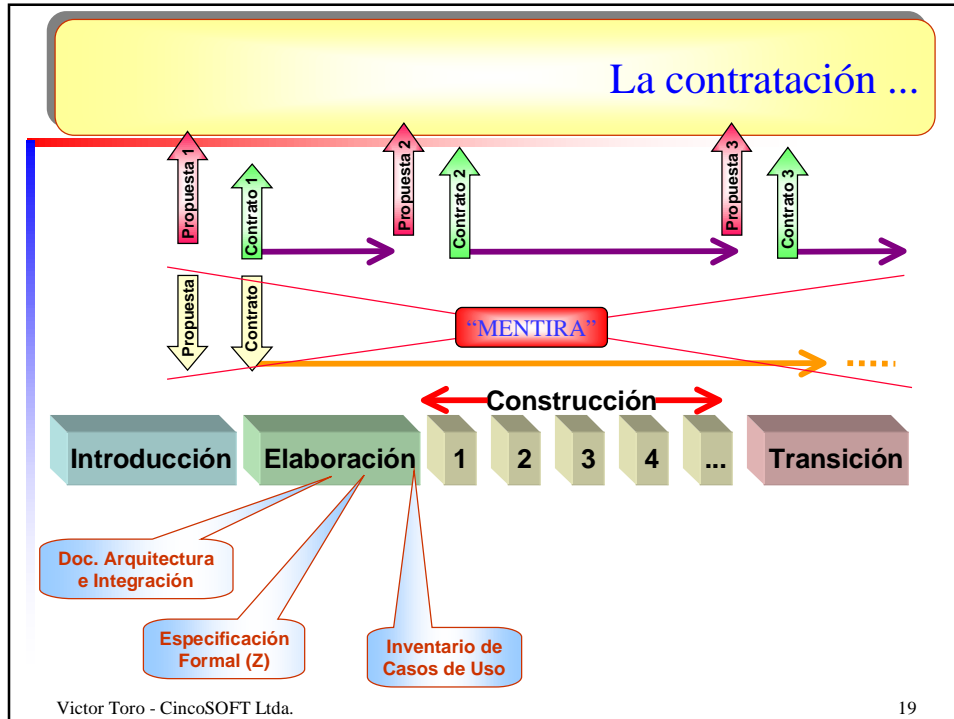 La contratación ...
Propuesta 1
Contrato 1
Propuesta 2
Contrato 2
Propuesta 3
Contrato 3
Propuesta
Contrato
“MENTIRA”
Construcción
Introducción
Elaboración
1
2
3
4
...
Transición
Doc. Arquitectura
e Integración
Especificación
Formal (Z)
Inventario de
Casos de Uso
Victor Toro - CincoSOFT Ltda.
19